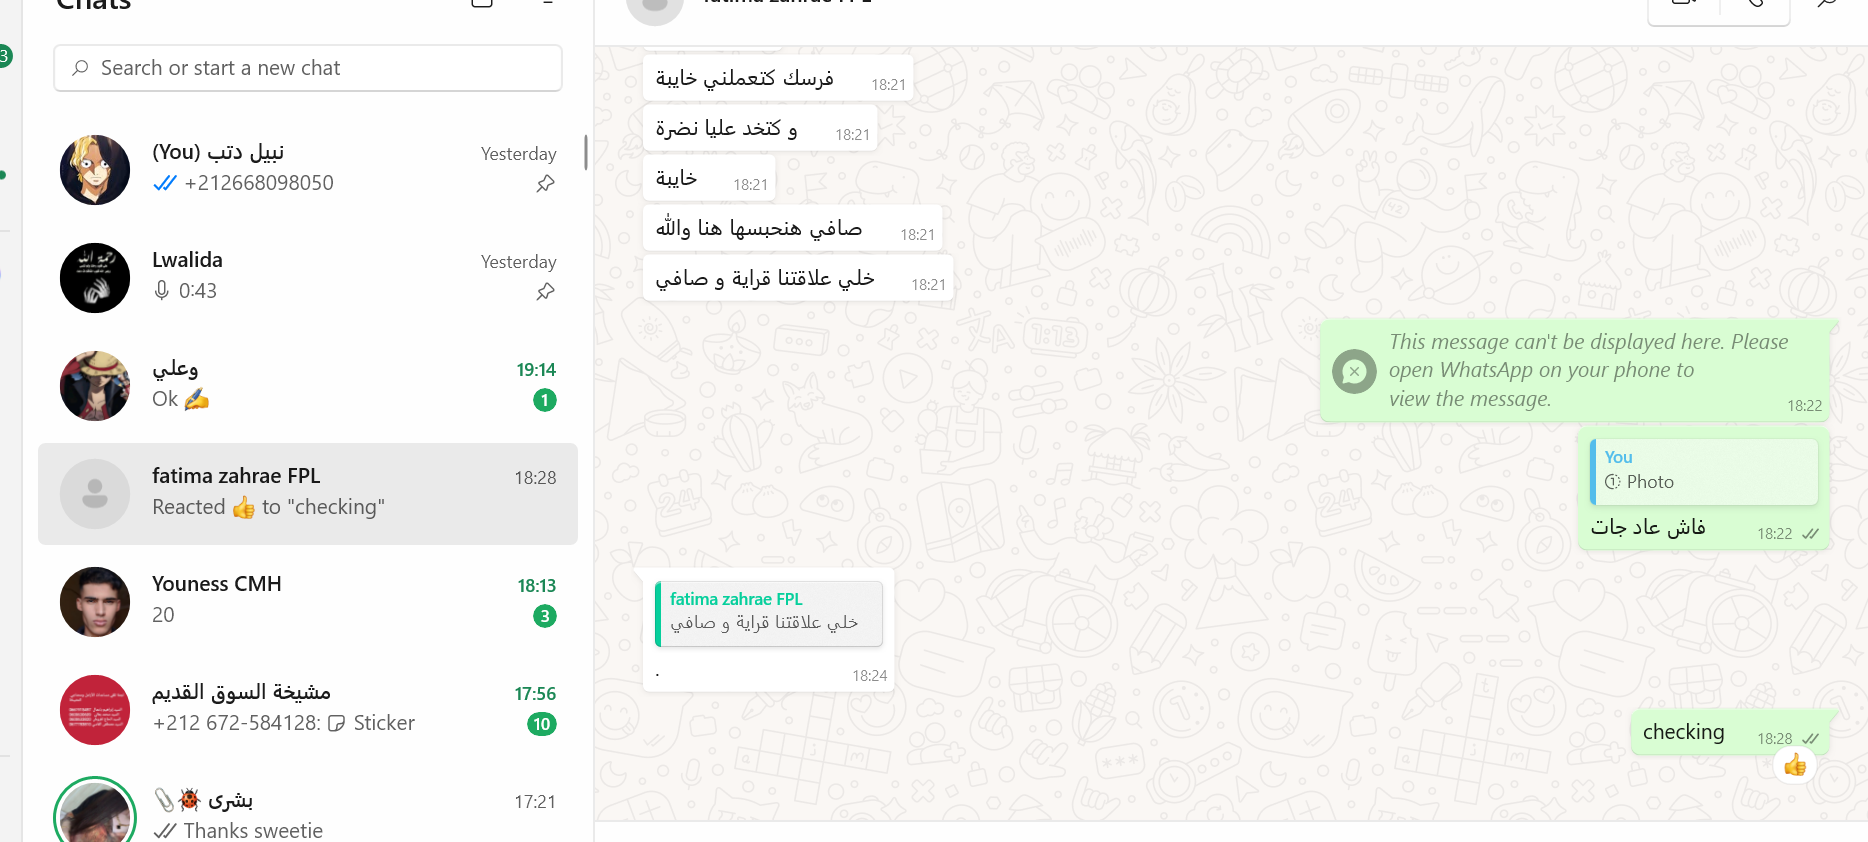 Chats
Search or start a new chat
نبيل دتب (You)
Yesterday
+212668098050
Lwalida
Yesterday
0:43
وعلي
19:14
Ok ✍️
1
fatima zahrae FPL
18:28
Reacted 👍 to "checking"
Youness CMH
18:13
20
3
مشيخة السوق القديم
17:56
+212 672-584128: Sticker
10
📎🐞 بشرى
17:21
Thanks sweetie
3
fatima zahrae FPL
فرسك كتعملني خايبة
18:21
و كتخد عليا نضرة
18:21
خايبة
18:21
صافي هنحبسها هنا والله
18:21
خلي علاقتنا قراية و صافي
18:21
This message can't be displayed here. Please
open WhatsApp on your phone to
view the message.
18:22
You
Photo
فاش عاد جات
18:22
fatima zahrae FPL
خلي علاقتنا قراية و صافي
.
18:24
checking
18:28
👍